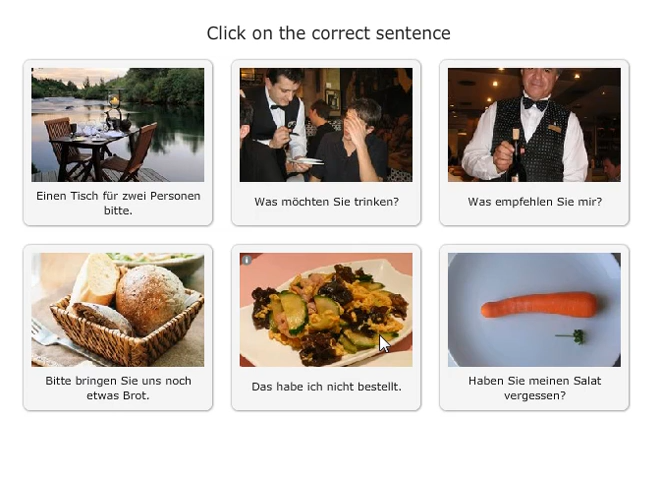 Click on the correct sentence
Einen Tisch für zwei Personen
bitte.
Was möchten Sie trinken?
Was empfehlen Sie mir?
Bitte bringen Sie uns noch
etwas Brot.
Das habe ich nicht bestellt.
Haben Sie meinen Salat
vergessen?